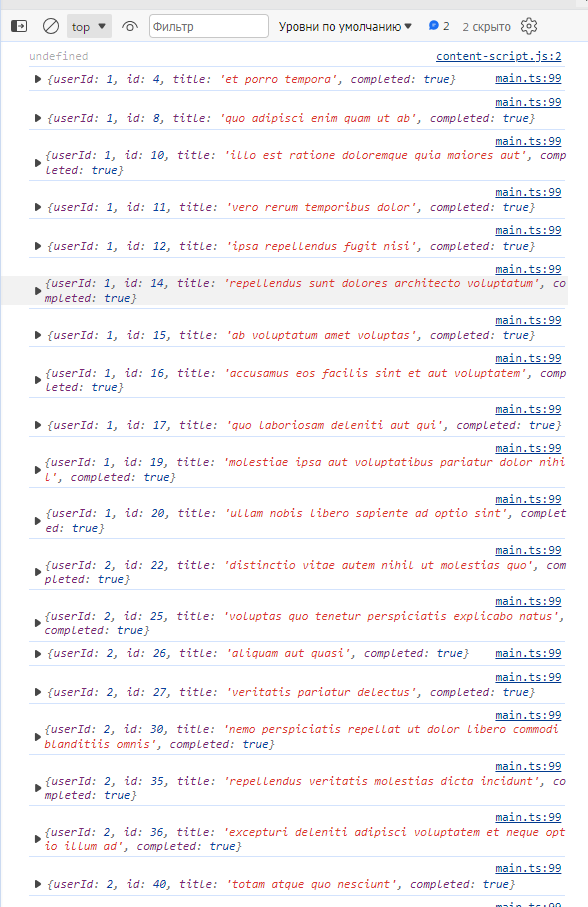 top ▼ Фильтр Уровни по умолчанию ▼ 2 2 скрыто
undefined content-script.js:2
{userId: 1, id: 4, title: 'et porro tempora', completed: true} main.ts:99
main.ts:99
{userId: 1, id: 8, title: 'quo adipisci enim quam ut ab', completed: true}
main.ts:99
{userId: 1, id: 10, title: 'illo est ratione doloremque quia maiores aut', comp
leted: true}
main.ts:99
{userId: 1, id: 11, title: 'vero rerum temporibus dolor', completed: true}
main.ts:99
{userId: 1, id: 12, title: 'ipsa repellendus fugit nisi', completed: true}
main.ts:99
{userId: 1, id: 14, title: 'repellendus sunt dolores architecto voluptatum', co
mpleted: true}
main.ts:99
{userId: 1, id: 15, title: 'ab voluptatum amet voluptas', completed: true}
main.ts:99
{userId: 1, id: 16, title: 'accusamus eos facilis sint et aut voluptatem', comp
leted: true}
main.ts:99
{userId: 1, id: 17, title: 'quo laboriosam deleniti aut qui', completed: true}
main.ts:99
{userId: 1, id: 19, title: 'molestiae ipsa aut voluptatibus pariatur dolor nihi
l', completed: true}
main.ts:99
{userId: 1, id: 20, title: 'ullam nobis libero sapiente ad optio sint', complet
ed: true}
main.ts:99
{userId: 2, id: 22, title: 'distinctio vitae autem nihil ut molestias quo', com
pleted: true}
main.ts:99
{userId: 2, id: 25, title: 'voluptas quo tenetur perspiciatis explicabo natus',
completed: true}
{userId: 2, id: 26, title: 'aliquam aut quasi', completed: true} main.ts:99
main.ts:99
{userId: 2, id: 27, title: 'veritatis pariatur delectus', completed: true}
main.ts:99
{userId: 2, id: 30, title: 'nemo perspiciatis repellat ut dolor libero commodi
blanditiis omnis', completed: true}
main.ts:99
{userId: 2, id: 35, title: 'repellendus veritatis molestias dicta incidunt', co
mpleted: true}
main.ts:99
{userId: 2, id: 36, title: 'excepturi deleniti adipisci voluptatem et neque opt
io illum ad', completed: true}
main.ts:99
{userId: 2, id: 40, title: 'totam atque quo nesciunt', completed: true}
main.ts:99